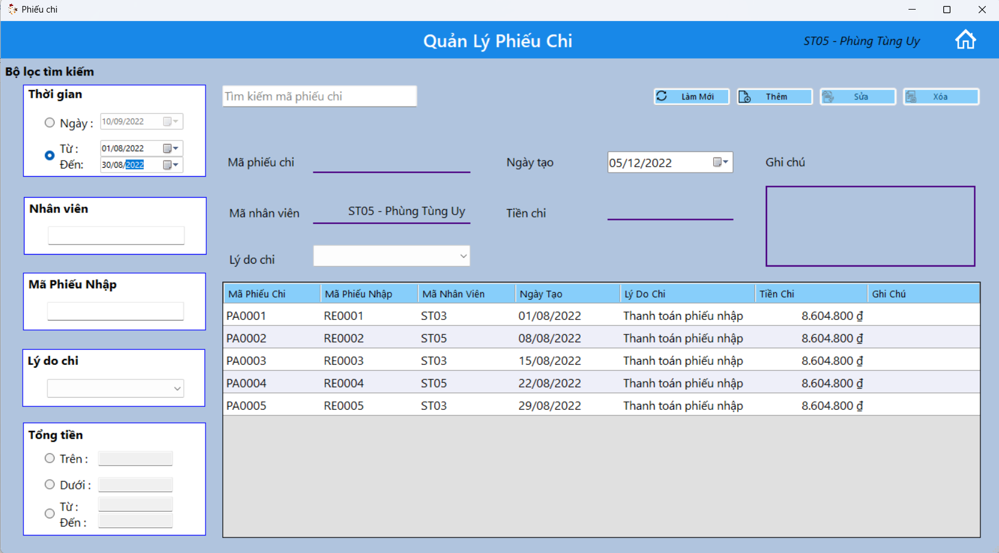 Phiếu chi
Quản Lý Phiếu Chi
ST05 - Phùng Tùng Uy
Bộ lọc tìm kiếm
Thời gian
Ngày :
10/09/2022
Từ :
01/08/2022
Đến:
30/08/2022
Nhân viên
Mã Phiếu Nhập
Lý do chi
Tổng tiền
Trên :
Dưới :
Từ :
Đến :
Tìm kiếm mã phiếu chi
Làm Mới
Thêm
Sửa
Xóa
Mã phiếu chi
Ngày tạo
05/12/2022
Ghi chú
Mã nhân viên
ST05 - Phùng Tùng Uy
Tiền chi
Lý do chi
Mã Phiếu Chi Mã Phiếu Nhập Mã Nhân Viên Ngày Tạo Lý Do Chi Tiền Chi Ghi Chú
PA0001 RE0001 ST03 01/08/2022 Thanh toán phiếu nhập 8.604.800 ₫
PA0002 RE0002 ST05 08/08/2022 Thanh toán phiếu nhập 8.604.800 ₫
PA0003 RE0003 ST03 15/08/2022 Thanh toán phiếu nhập 8.604.800 ₫
PA0004 RE0004 ST05 22/08/2022 Thanh toán phiếu nhập 8.604.800 ₫
PA0005 RE0005 ST03 29/08/2022 Thanh toán phiếu nhập 8.604.800 ₫